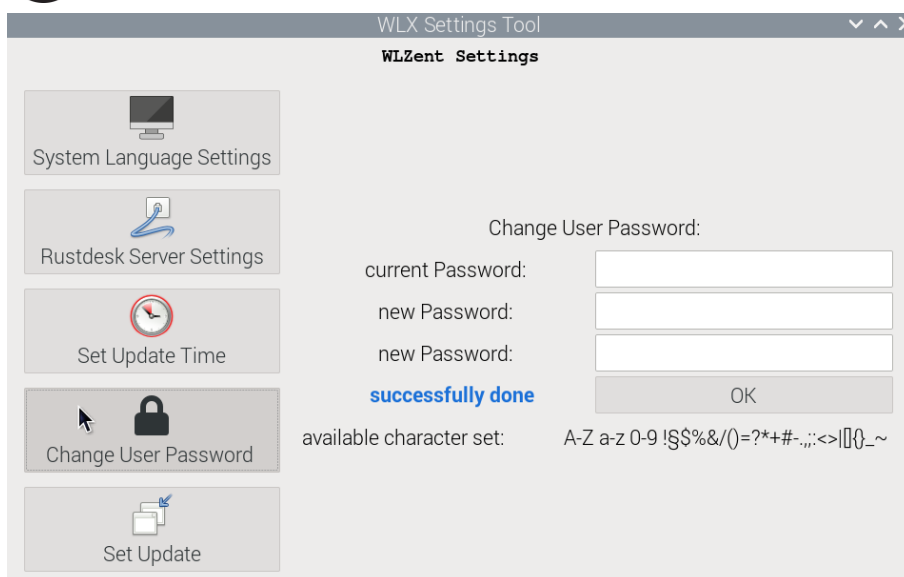 WLX Settings Tool
WLZent Settings
System Language Settings
Rustdesk Server Settings
Set Update Time
Change User Password
Set Update
Change User Password:
current Password:
new Password:
new Password:
successfully done
OK
available character set: A-Z a-z 0-9 !§$%&/()=?*+#-.,;:<>|[]{}_~